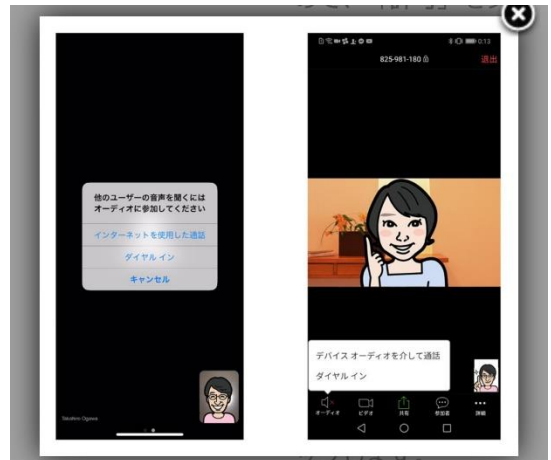 他のユーザーの音声を聞くには
オーディオに参加してください
インターネットを使用した通話
ダイヤル イン
キャンセル
Takahiro Ogawa
0:13
825-981-180
退出
デバイス オーディオを介して通話
ダイヤル イン
オーディオ
ビデオ
共有
参加者
詳細